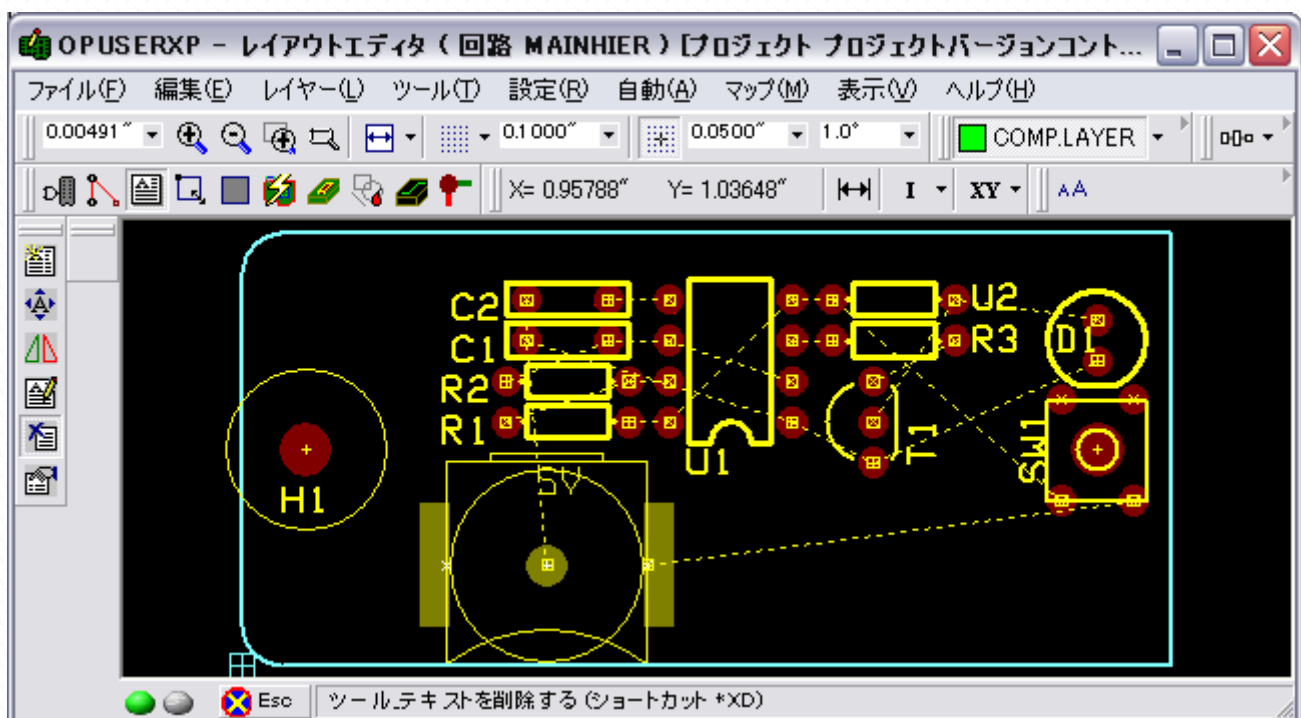 OPUSERXP - レイアウトエディタ ( 回路 MAINHIER ) [プロジェクト プロジェクトバージョンコント...
ファイル(F) 編集(E) レイヤー(L) ツール(T) 設定(R) 自動(A) マップ(M) 表示(V) ヘルプ(H)
0.00491″ 0.1000″ 0.0500″ 1.0° COMP.LAYER
X= 0.95788″ Y= 1.03648″ I XY AA
C2 U2
C1 R3 D1
R2
R1 U1 T1 SW1
5V
H1
Esc ツール_テキストを削除する (ショートカット *XD)